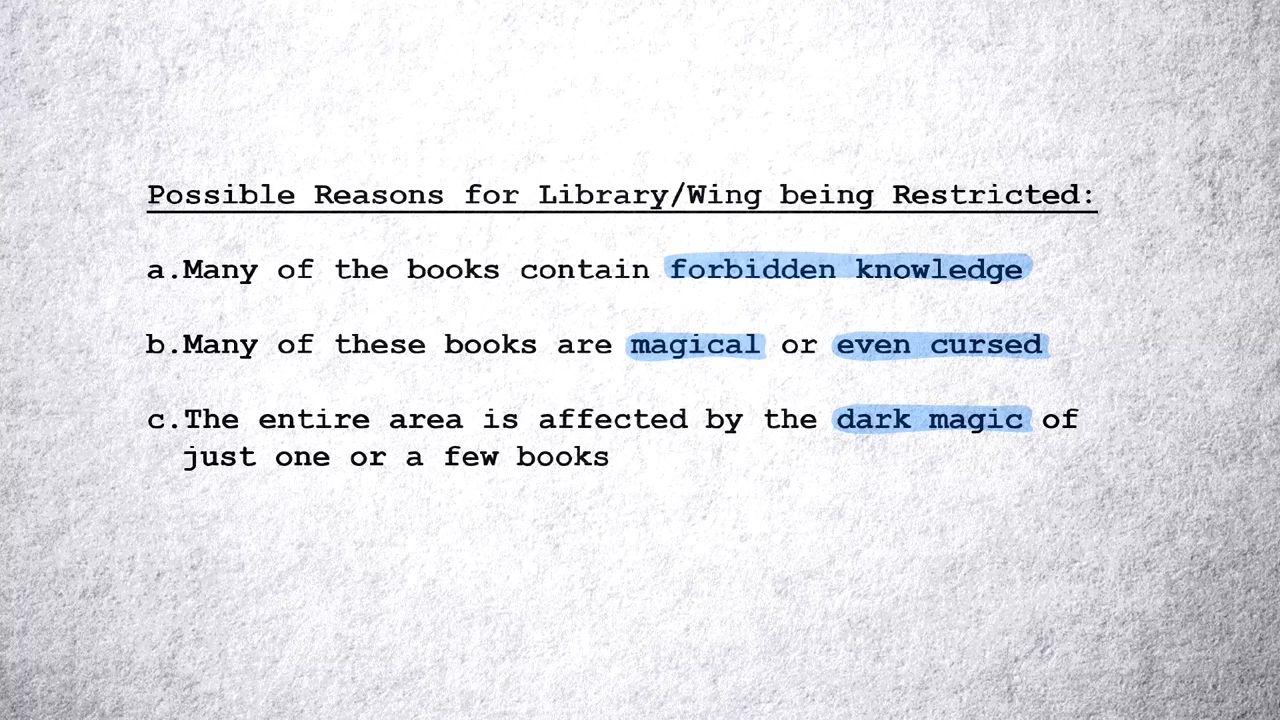 Possible Reasons for Library/Wing being Restricted:
a.Many of the books contain forbidden knowledge
b.Many of these books are magical or even cursed
c.The entire area is affected by the dark magic of
just one or a few books